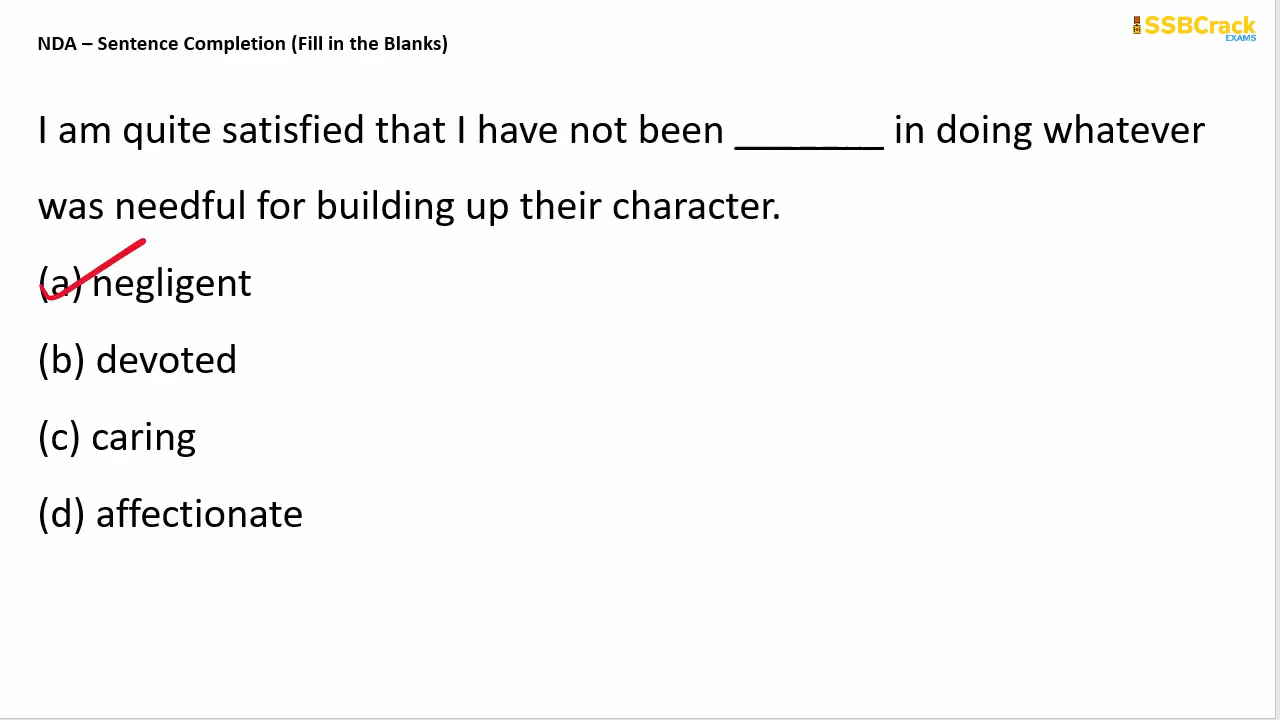 NDA – Sentence Completion (Fill in the Blanks)
SSBCrack
EXAMS
I am quite satisfied that I have not been _______ in doing whatever
was needful for building up their character.
(a) negligent
(b) devoted
(c) caring
(d) affectionate